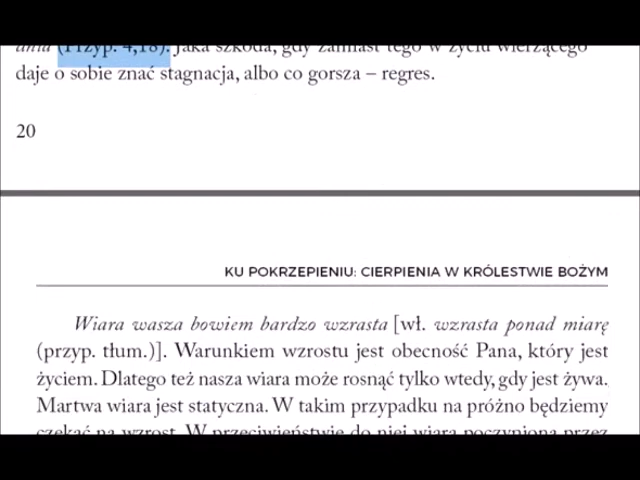 ania (Przyp. 4,18). Jaka szkoda, gdy zamiast tego w życiu wierzącego
daje o sobie znać stagnacja, albo co gorsza – regres.
20
KU POKRZEPIENIU: CIERPIENIA W KRÓLESTWIE BOŻYM
Wiara wasza bowiem bardzo wzrasta [wł. wzrasta ponad miarę
(przyp. tłum.)]. Warunkiem wzrostu jest obecność Pana, który jest
życiem. Dlatego też nasza wiara może rosnąć tylko wtedy, gdy jest żywa.
Martwa wiara jest statyczna. W takim przypadku na próżno będziemy
czekać na wzrost. W przeciwieństwie do niej wiara poczyniona przez